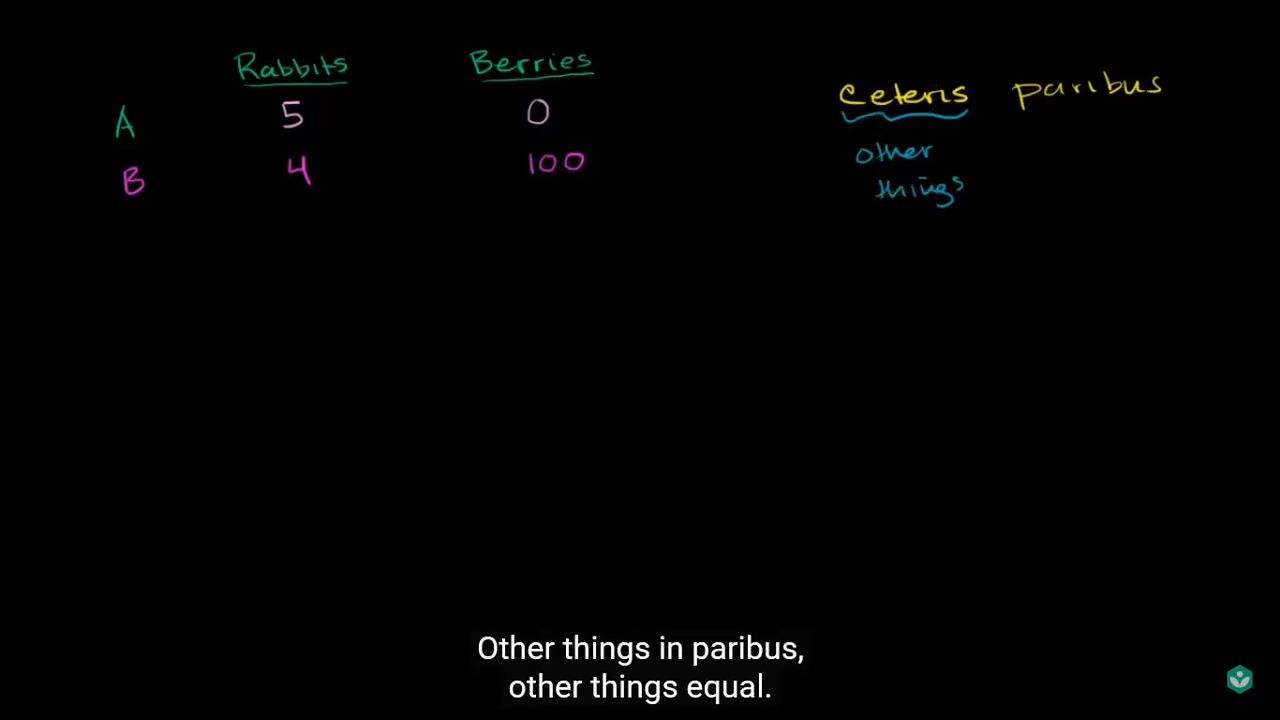 Rabbits Berries
A 5 0
B 4 100
Ceteris paribus
other
things
Other things in paribus,
other things equal.